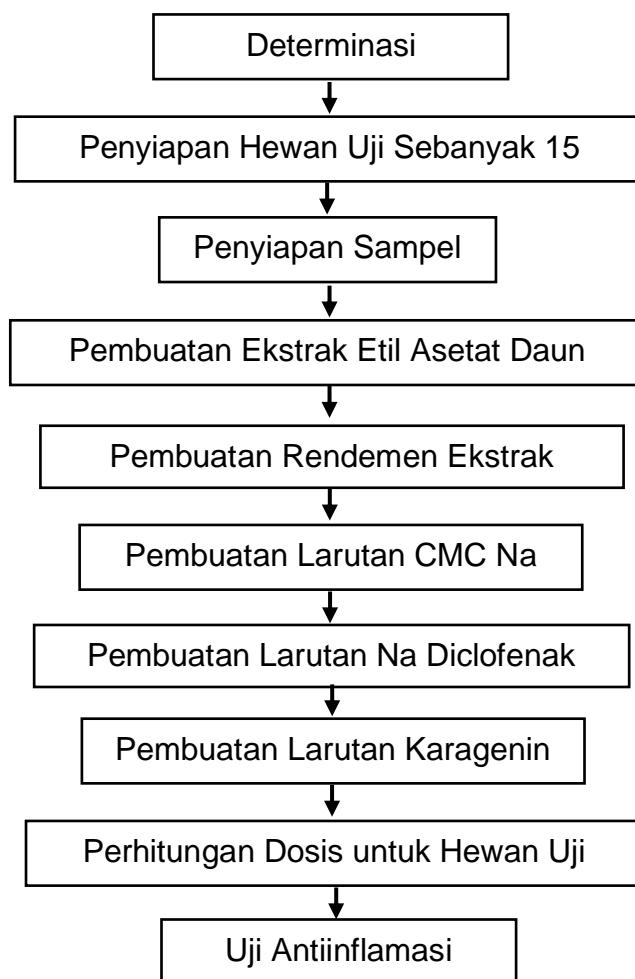 Determinasi
Penyiapan Hewan Uji Sebanyak 15
Penyiapan Sampel
Pembuatan Ekstrak Etil Asetat Daun
Pembuatan Rendemen Ekstrak
Pembuatan Larutan CMC Na
Pembuatan Larutan Na Diclofenak
Pembuatan Larutan Karagenin
Perhitungan Dosis untuk Hewan Uji
Uji Antiinflamasi